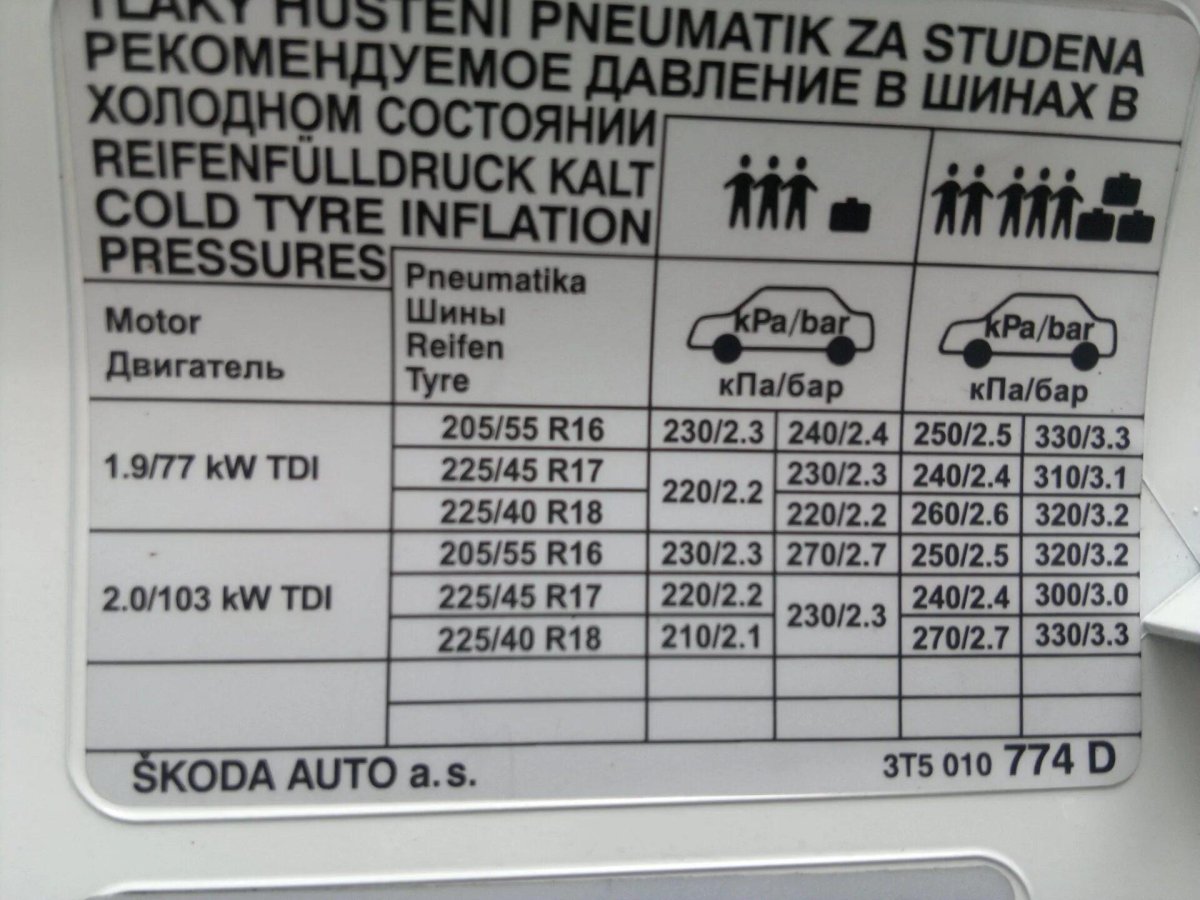 TLAKY HUŠTĚNÍ PNEUMATIK ZA STUDENA
РЕКОМЕНДУЕМОЕ ДАВЛЕНИЕ В ШИНАХ В
ХОЛОДНОМ СОСТОЯНИИ
REIFENFÜLLDRUCK KALT
COLD TYRE INFLATION
PRESSURES
Motor
Двигатель
Pneumatika
Шины
Reifen
Tyre
kPa/bar
кПа/бар
kPa/bar
кПа/бар
1.9/77 kW TDI
205/55 R16 230/2.3 240/2.4 250/2.5 330/3.3
225/45 R17 220/2.2 230/2.3 240/2.4 310/3.1
225/40 R18 220/2.2 260/2.6 320/3.2
2.0/103 kW TDI
205/55 R16 230/2.3 270/2.7 250/2.5 320/3.2
225/45 R17 220/2.2 230/2.3 240/2.4 300/3.0
225/40 R18 210/2.1 270/2.7 330/3.3
ŠKODA AUTO a.s.
3T5 010 774 D